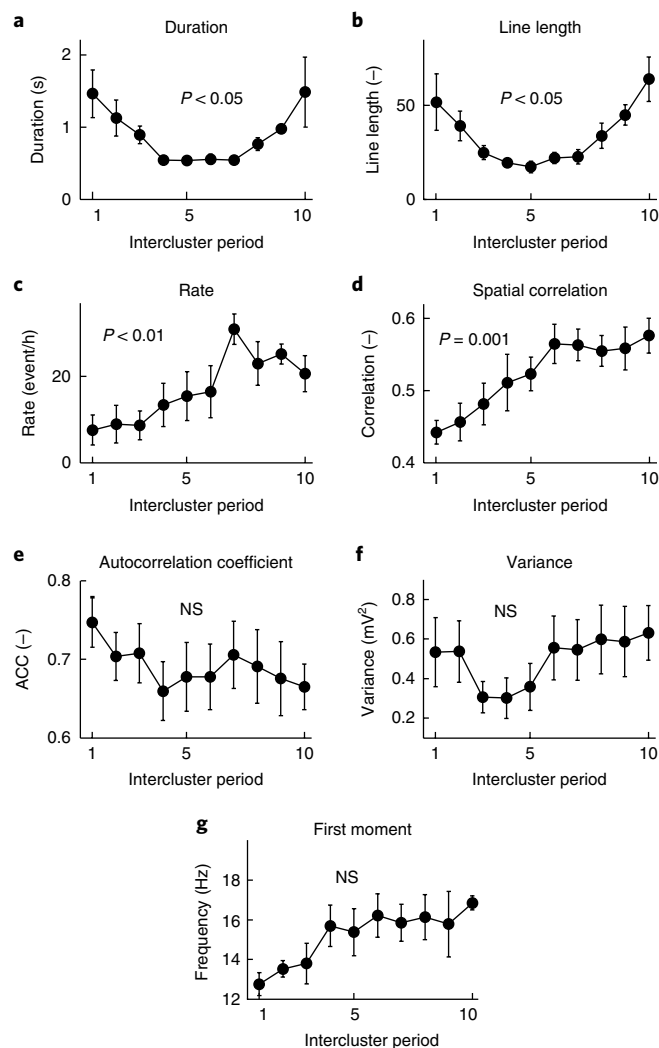 a
Duration
2
1
0
Duration (s)
P < 0.05
1
5
10
Intercluster period
b
Line length
50
0
Line length (–)
P < 0.05
1
5
10
Intercluster period
c
Rate
20
0
Rate (event/h)
P < 0.01
1
5
10
Intercluster period
d
Spatial correlation
0.6
0.5
0.4
Correlation (–)
P = 0.001
1
5
10
Intercluster period
e
Autocorrelation coefficient
0.8
0.7
0.6
ACC (–)
NS
1
5
10
Intercluster period
f
Variance
0.8
0.6
0.4
0.2
Variance (mV²)
NS
1
5
10
Intercluster period
g
First moment
18
16
14
12
Frequency (Hz)
NS
1
5
10
Intercluster period